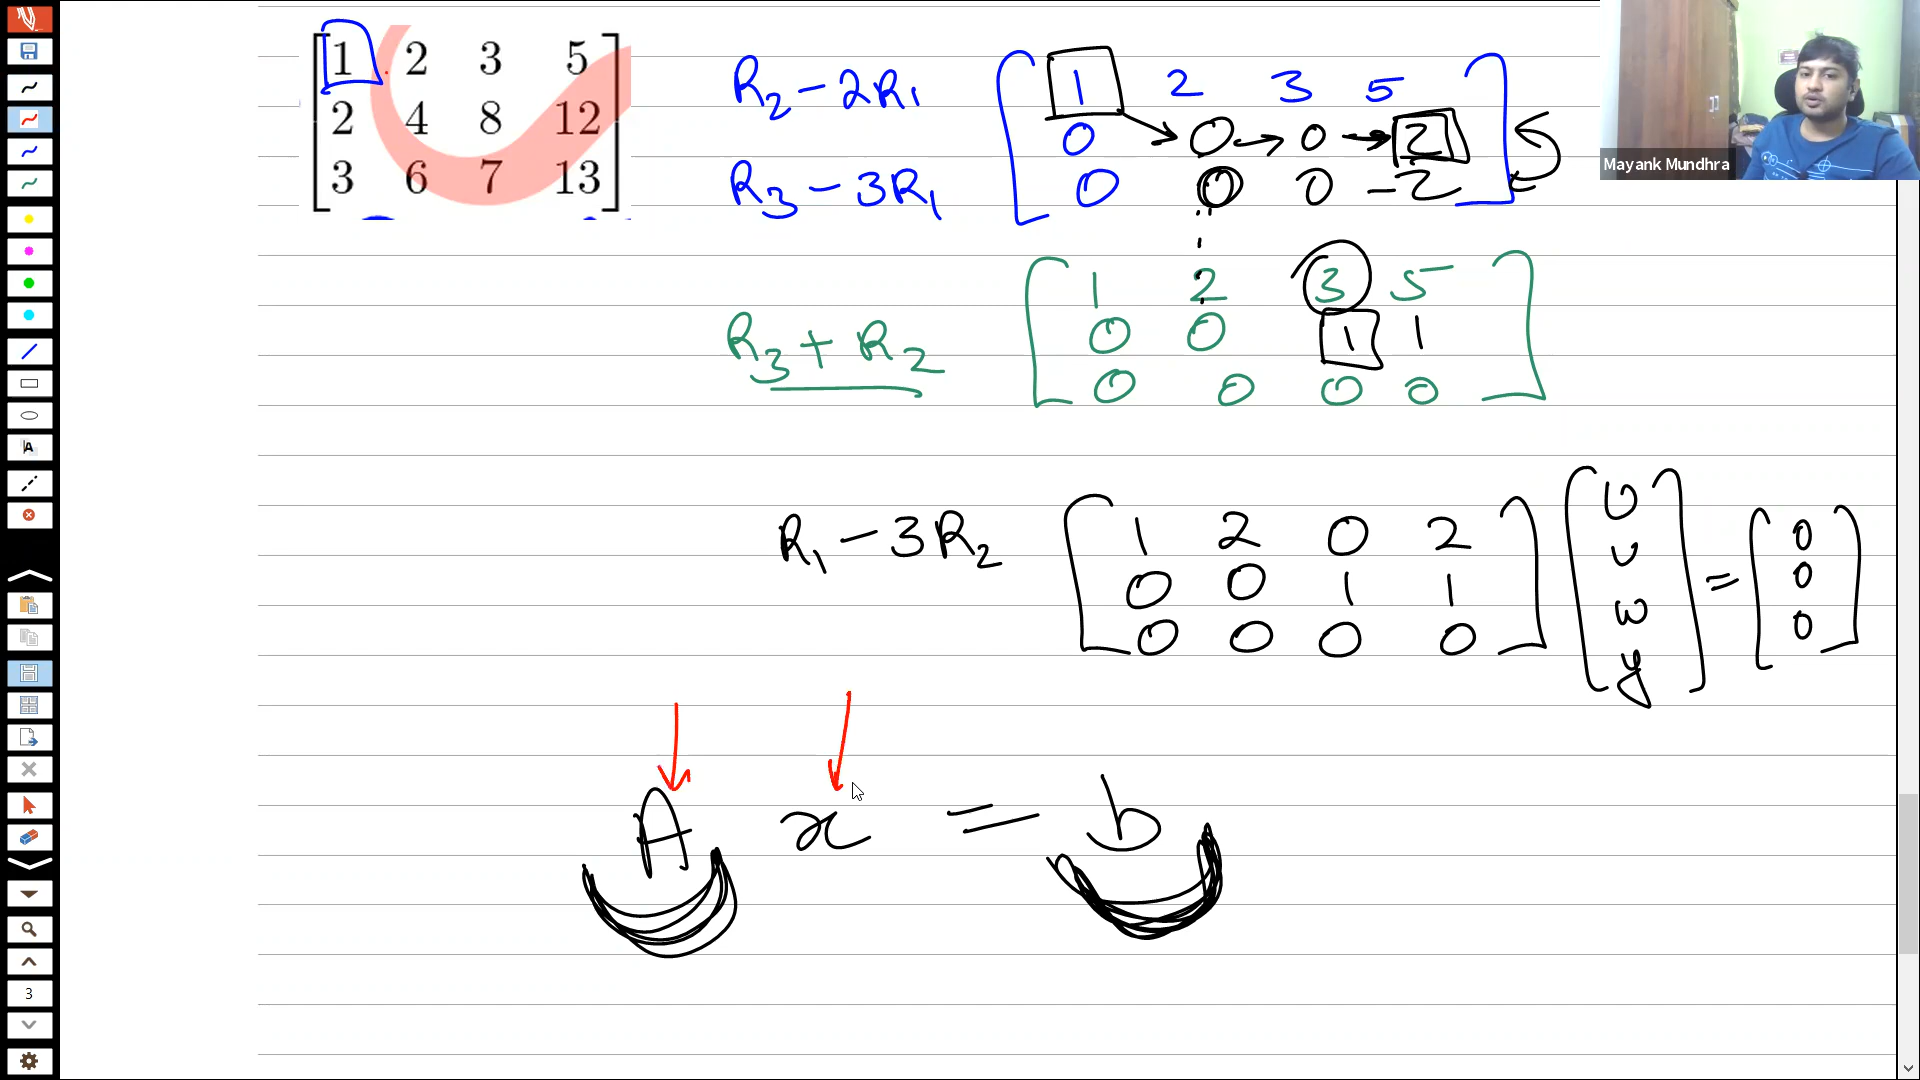 1 2 3 5
2 4 8 12
3 6 7 13
R2 - 2R1
R3 - 3R1
1 2 3 5
0 0 0 2
0 0 0 -2
Mayank Mundhra
R3 + R2
1 2 3 5
0 0 1 1
0 0 0 0
R1 - 3R2
1 2 0 2
0 0 1 1
0 0 0 0
u
v
w
y
=
0
0
0
A x = b
3